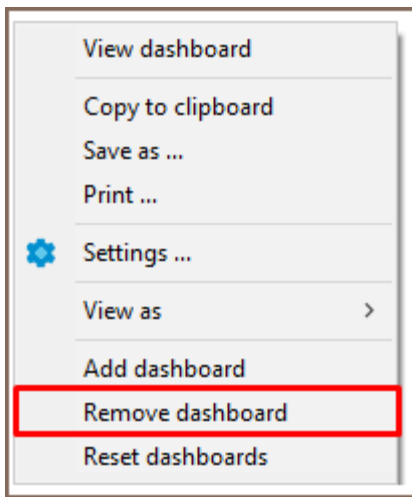 View dashboard
Copy to clipboard
Save as ...
Print ...
Settings ...
View as
Add dashboard
Remove dashboard
Reset dashboards